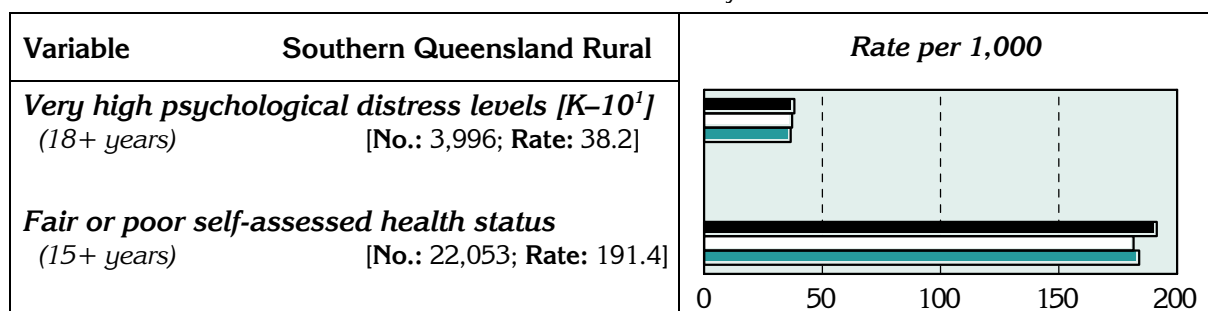 Variable Southern Queensland Rural Rate per 1,000
Very high psychological distress levels [K–10¹]
(18+ years) [No.: 3,996; Rate: 38.2]
Fair or poor self-assessed health status
(15+ years) [No.: 22,053; Rate: 191.4]
0 50 100 150 200